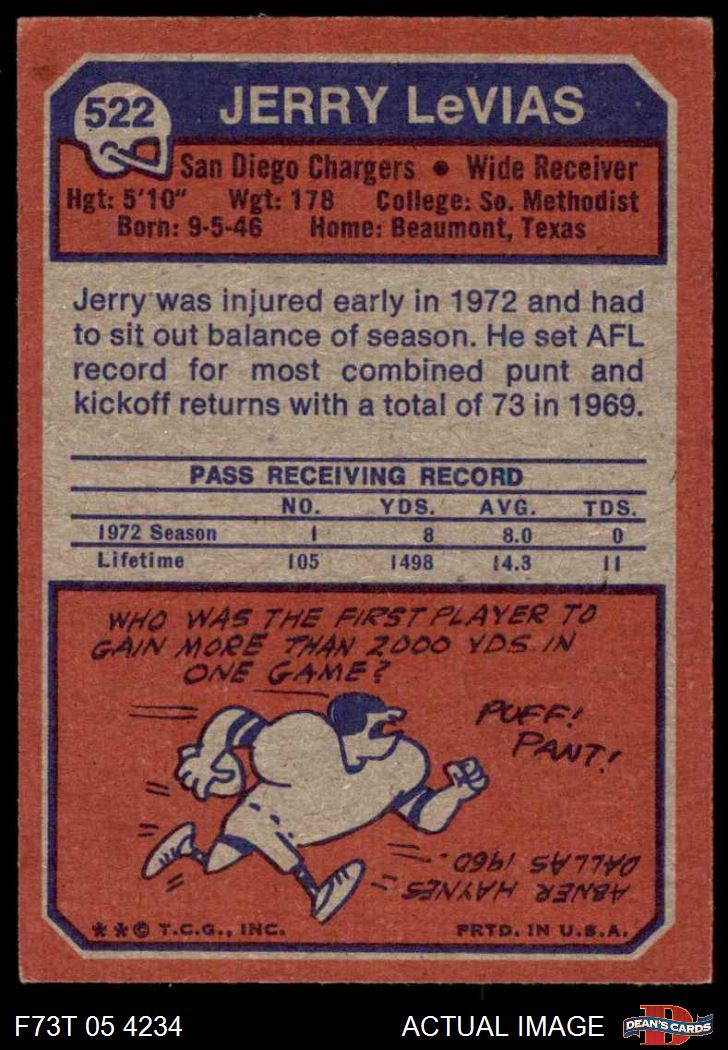 522
JERRY LeVIAS
San Diego Chargers • Wide Receiver
Hgt: 5'10" Wgt: 178 College: So. Methodist
Born: 9-5-46 Home: Beaumont, Texas
Jerry was injured early in 1972 and had
to sit out balance of season. He set AFL
record for most combined punt and
kickoff returns with a total of 73 in 1969.
PASS RECEIVING RECORD
NO. YDS. AVG. TDS.
1972 Season 1 8 8.0 0
Lifetime 105 1498 14.3 11
WHO WAS THE FIRST PLAYER TO
GAIN MORE THAN 2000 YDS. IN
ONE GAME?
PUFF!
PANT!
ABNER HAYNES
DALLAS 1960.
**© T.C.G., INC. PRTD. IN U.S.A.
F73T 05 4234 ACTUAL IMAGE
D
DEAN'S CARDS